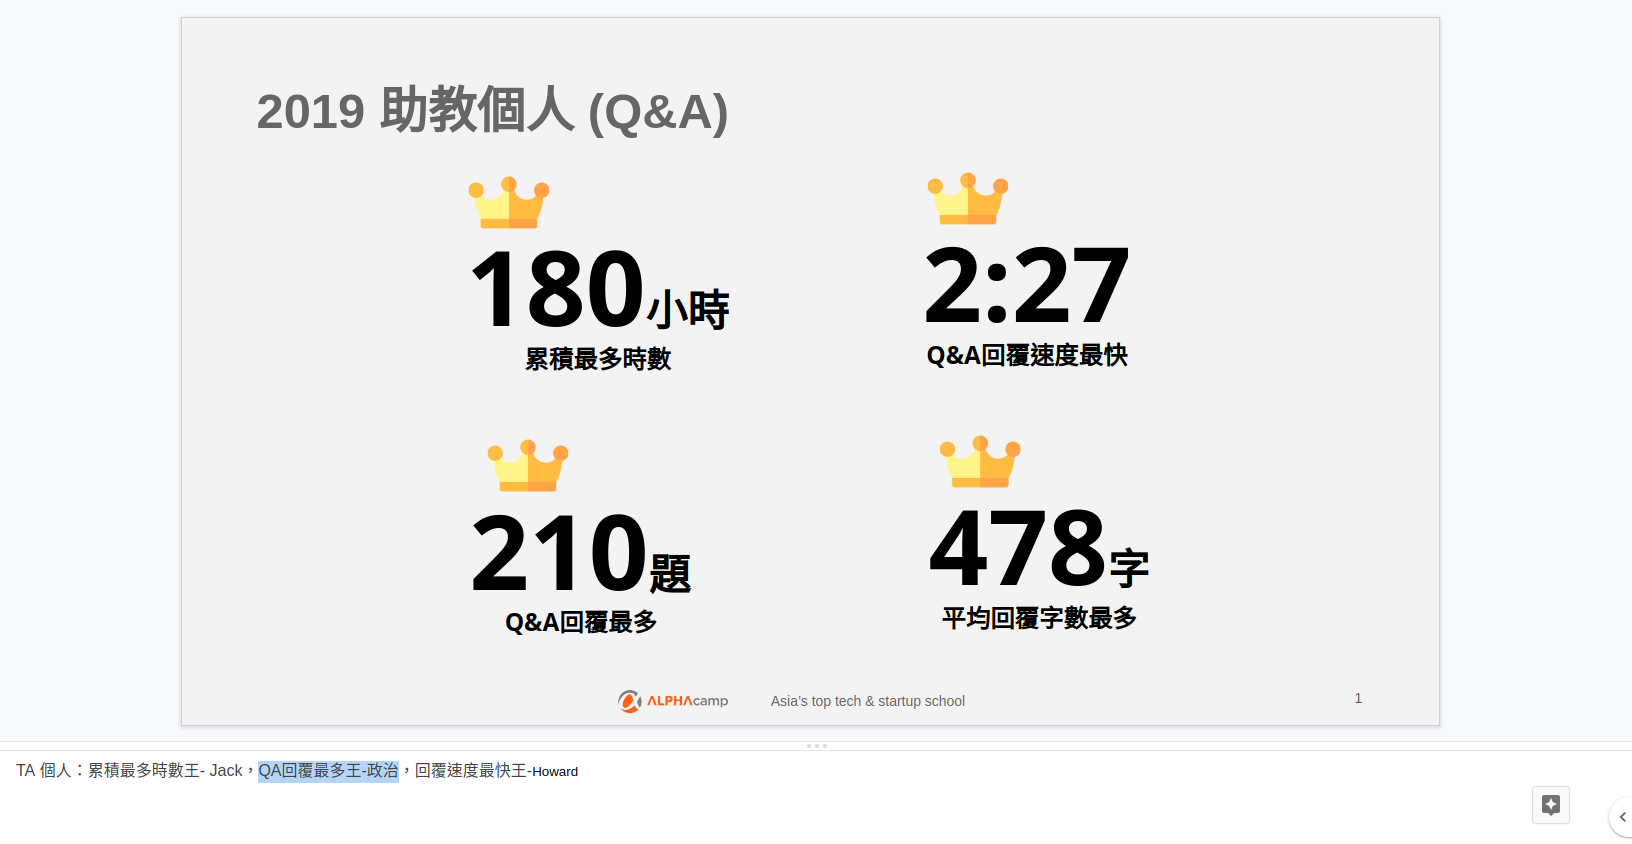 2019 助教個人 (Q&A)
180小時
累積最多時數
2:27
Q&A回覆速度最快
210題
Q&A回覆最多
478字
平均回覆字數最多
ALPHAcamp
Asia's top tech & startup school
1
TA 個人：累積最多時數王- Jack，QA回覆最多王-政治，回覆速度最快王-Howard